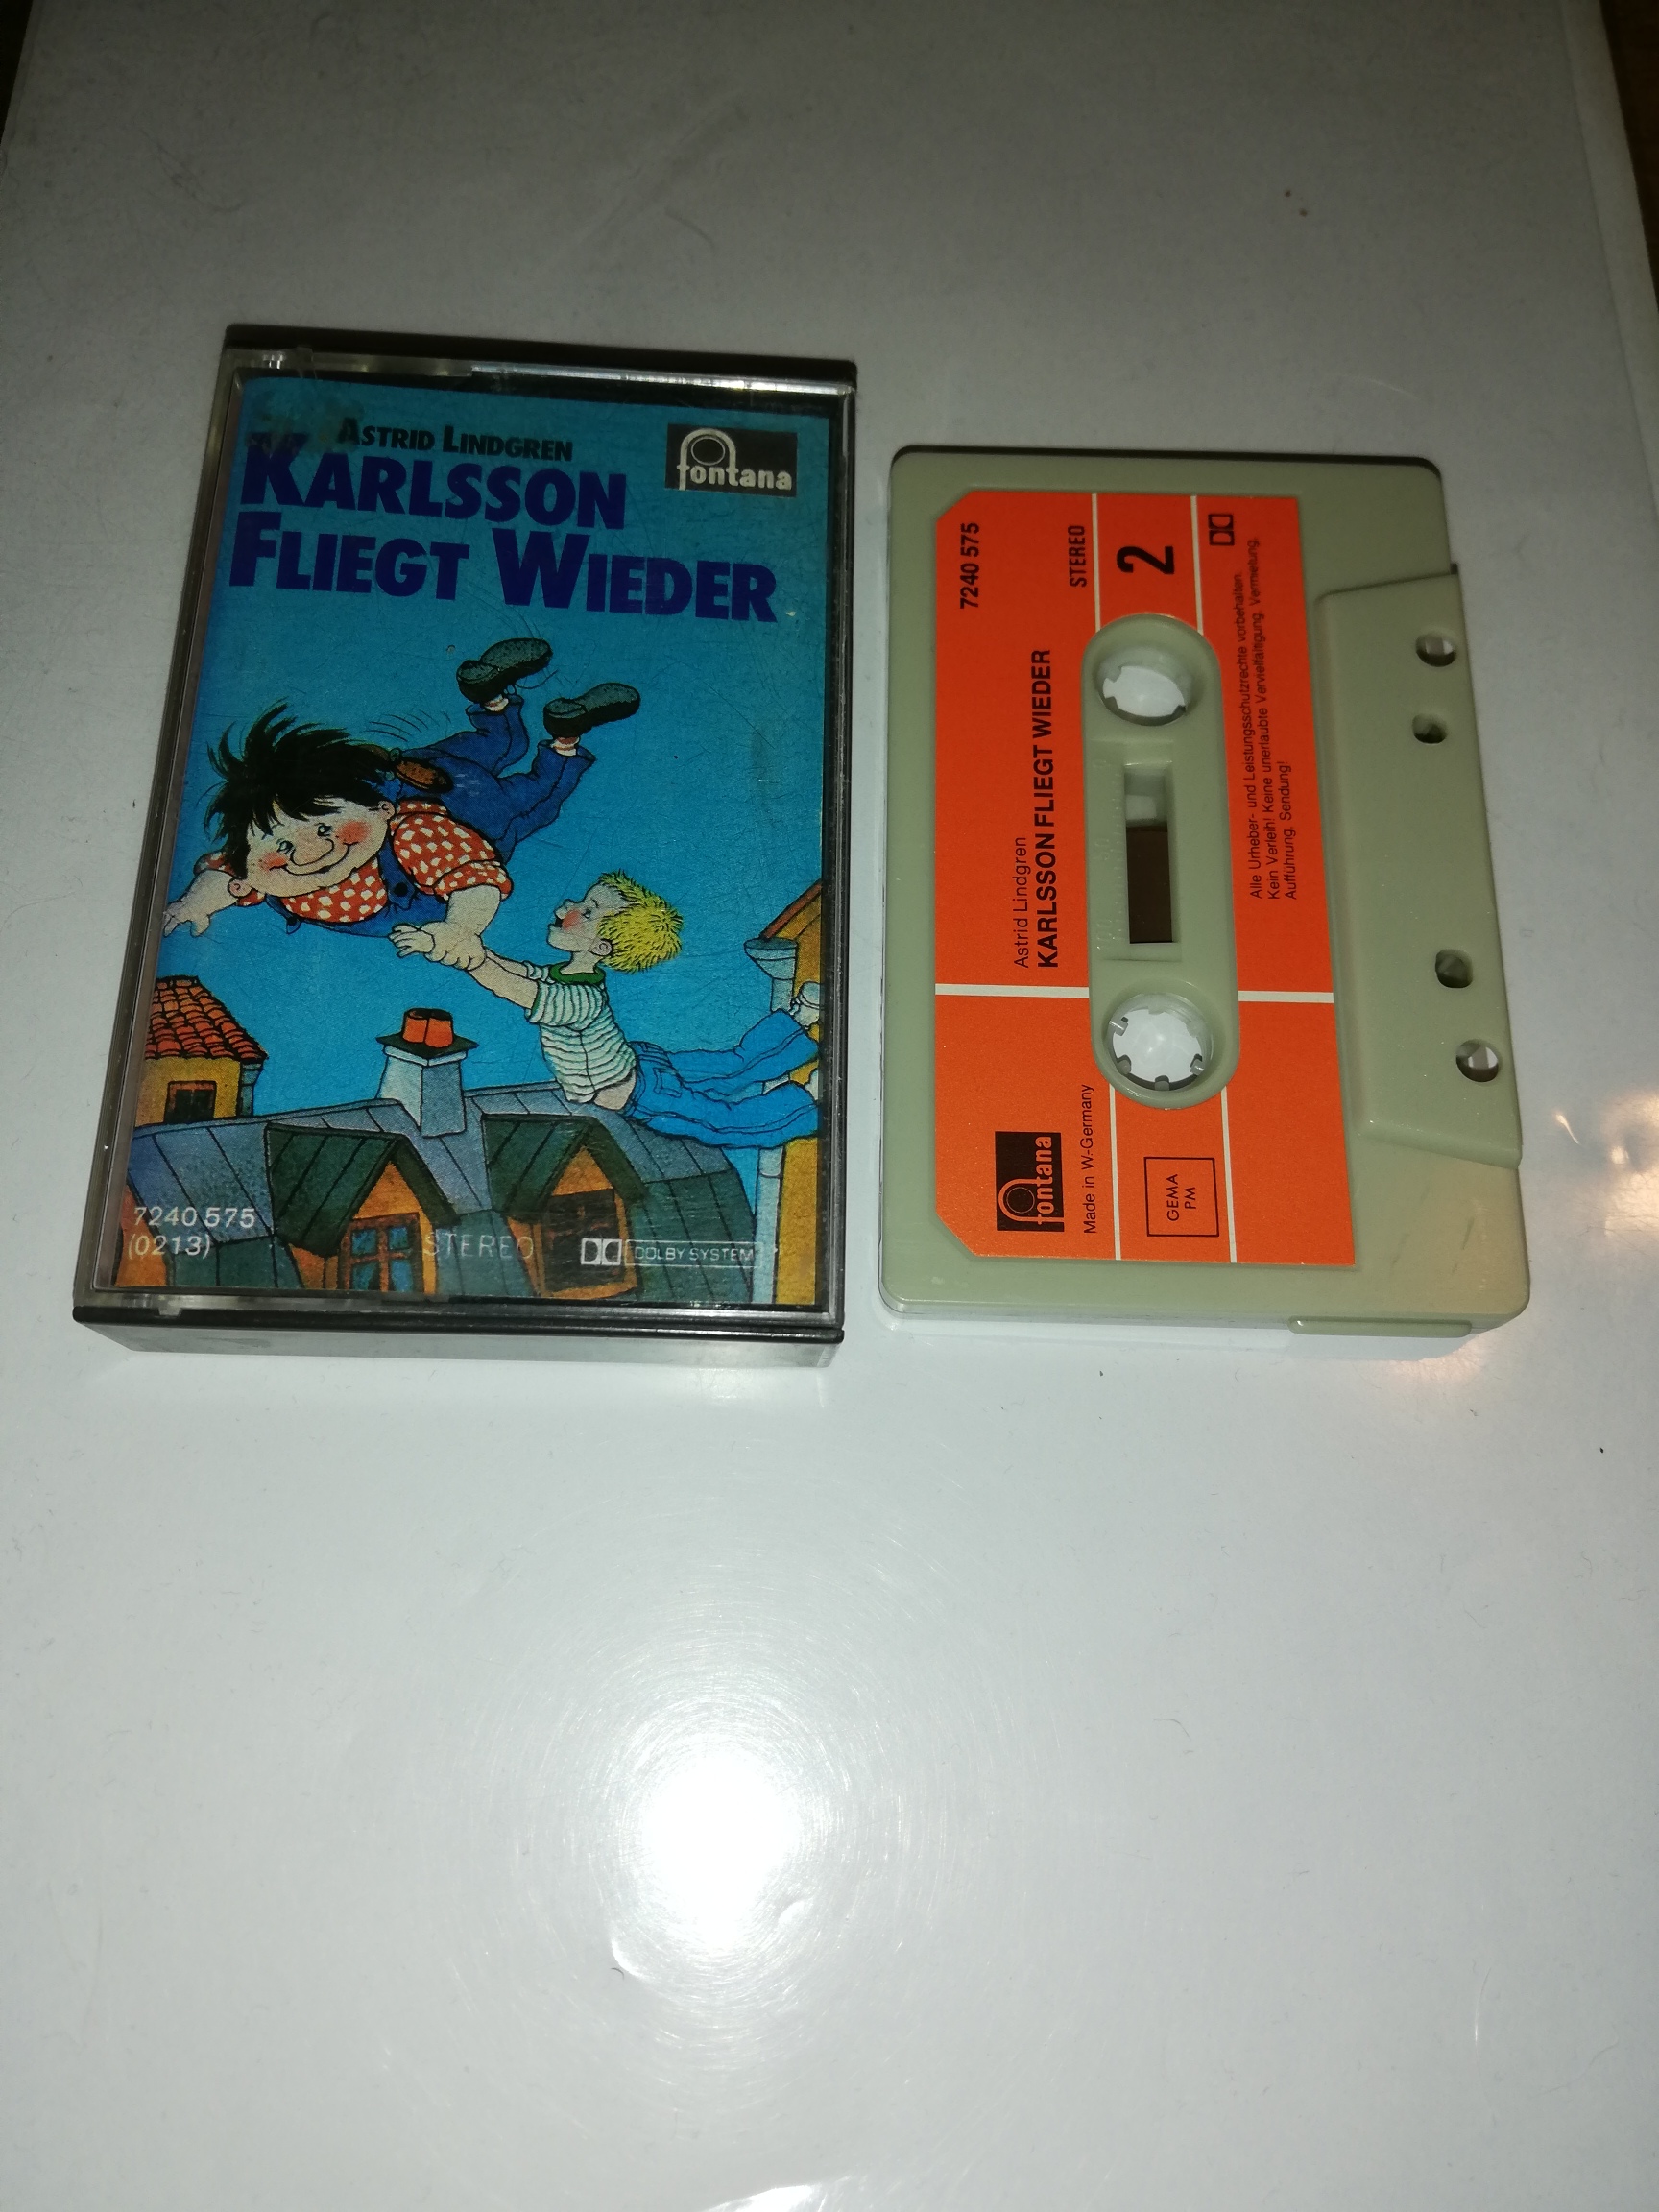 ASTRID LINDGREN
KARLSSON
FLIEGT WIEDER
fontana
7240 575
(0213)
STEREO
DOLBY SYSTEM
7240 575
STEREO
2
Astrid Lindgren
KARLSSON FLIEGT WIEDER
Alle Urheber- und Leistungsschutzrechte vorbehalten.
Kein Verleih! Keine unerlaubte Vervielfältigung, Vermietung,
Aufführung, Sendung!
fontana
Made in W.-Germany
GEMA
PM